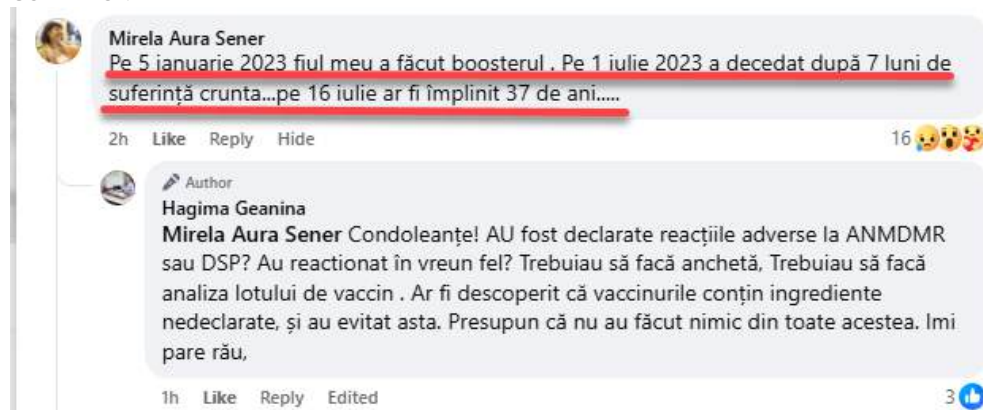 Mirela Aura Sener
Pe 5 ianuarie 2023 fiul meu a făcut boosterul . Pe 1 iulie 2023 a decedat după 7 luni de
suferință crunta...pe 16 iulie ar fi împlinit 37 de ani.....
2h Like Reply Hide 16
Author
Hagima Geanina
Mirela Aura Sener Condoleanțe! AU fost declarate reacțiile adverse la ANMDMR
sau DSP? Au reactionat în vreun fel? Trebuiau să facă anchetă, Trebuiau să facă
analiza lotului de vaccin . Ar fi descoperit că vaccinurile conțin ingrediente
nedeclarate, și au evitat asta. Presupun că nu au făcut nimic din toate acestea. Imi
pare rău,
1h Like Reply Edited 3